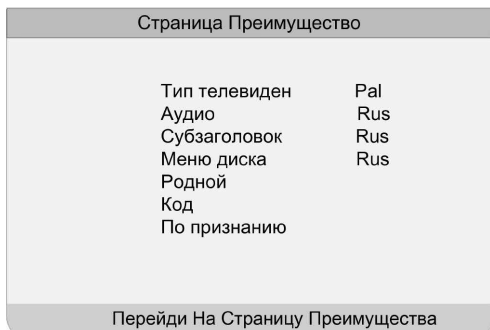 Страница Преимущество
Тип телевиден Pal
Аудио Rus
Субзаголовок Rus
Меню диска Rus
Родной
Код
По признанию
Перейди На Страницу Преимущества